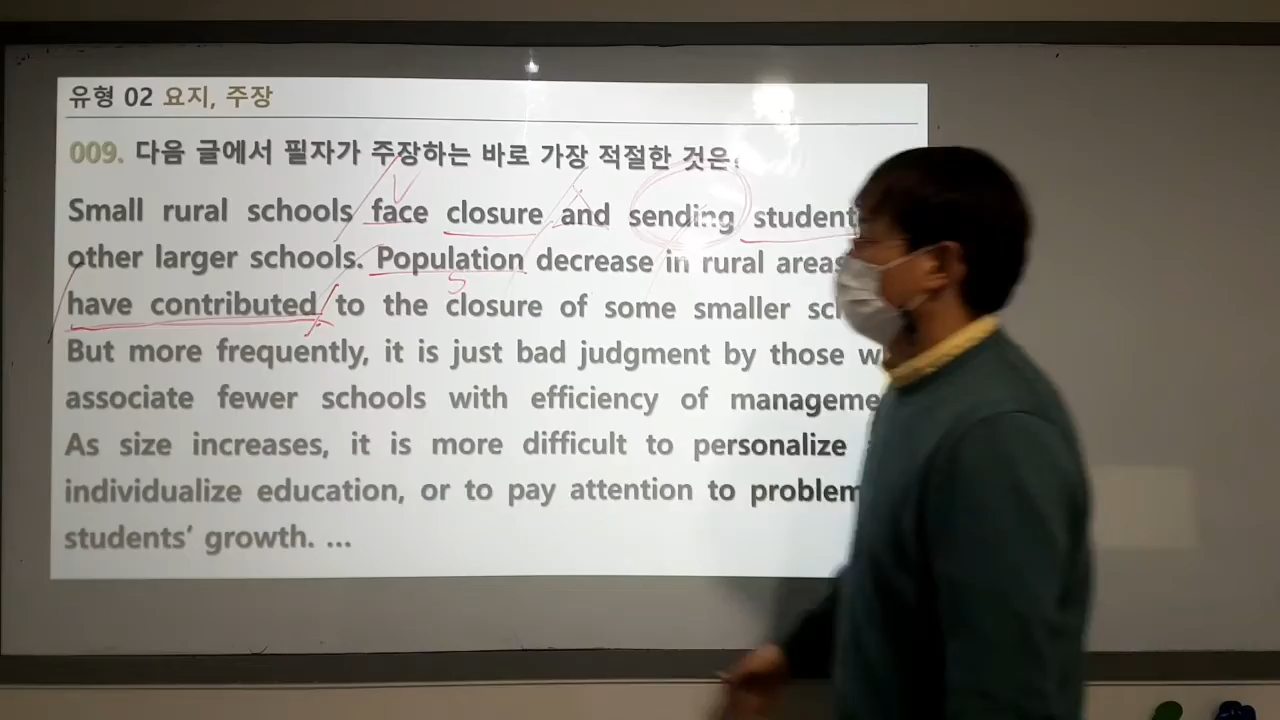 유형 02 요지, 주장
009. 다음 글에서 필자가 주장하는 바로 가장 적절한 것은
Small rural schools face closure and sending student
other larger schools. Population decrease in rural areas
have contributed to the closure of some smaller
But more frequently, it is just bad judgment by those
associate fewer schools with efficiency of
As size increases, it is more difficult to personalize
individualize education, or to pay attention to
students' growth. ...
V
S